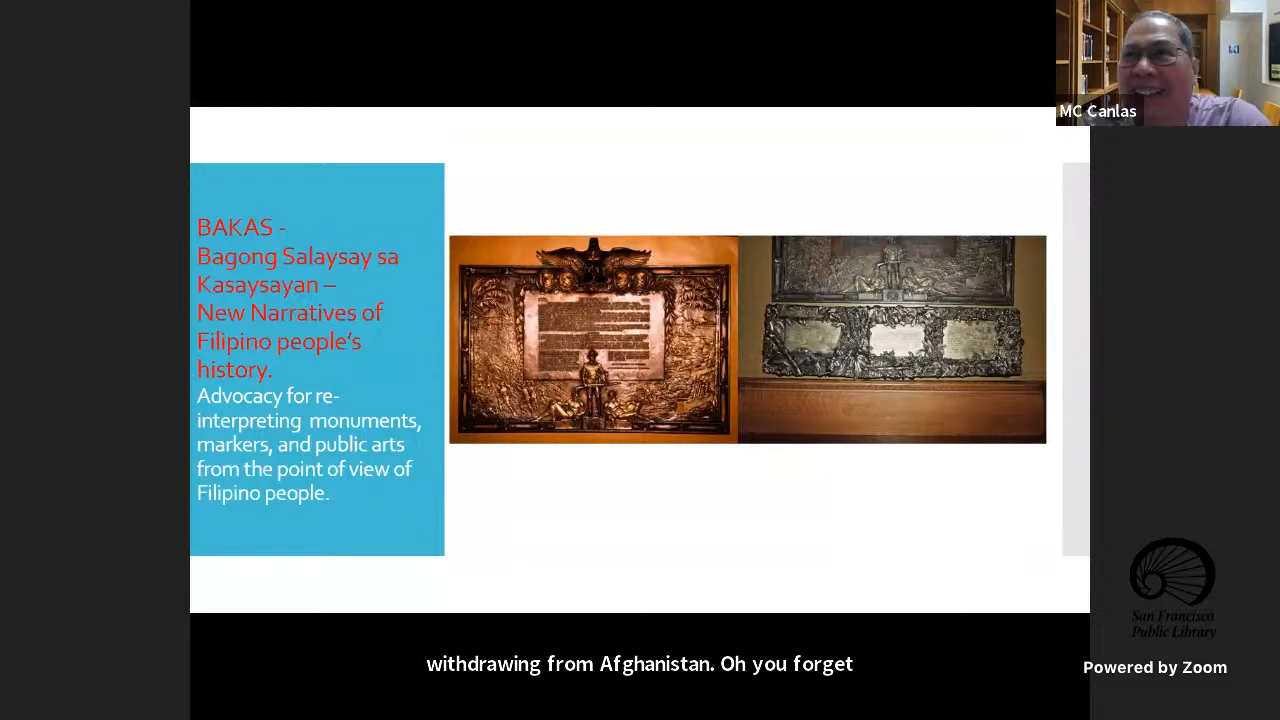 MC Canlas
BAKAS -
Bagong Salaysay sa
Kasaysayan –
New Narratives of
Filipino people's
history.
Advocacy for re-
interpreting monuments,
markers, and public arts
from the point of view of
Filipino people.
San Francisco
Public Library
withdrawing from Afghanistan. Oh you forget
Powered by Zoom